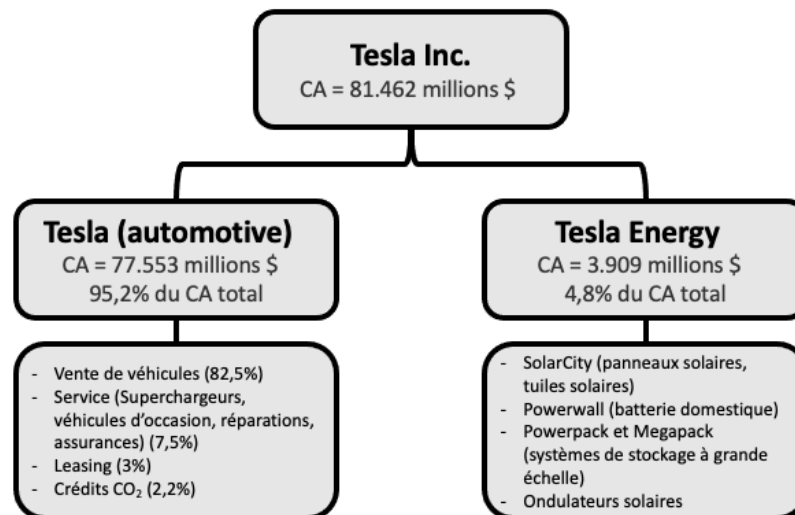 Tesla Inc.
CA = 81.462 millions $
Tesla (automotive)
CA = 77.553 millions $
95,2% du CA total
Tesla Energy
CA = 3.909 millions $
4,8% du CA total
- Vente de véhicules (82,5%)
- Service (Superchargeurs,
véhicules d’occasion, réparations,
assurances) (7,5%)
- Leasing (3%)
- Crédits CO₂ (2,2%)
- SolarCity (panneaux solaires,
tuiles solaires)
- Powerwall (batterie domestique)
- Powerpack et Megapack
(systèmes de stockage à grande
échelle)
- Ondulateurs solaires